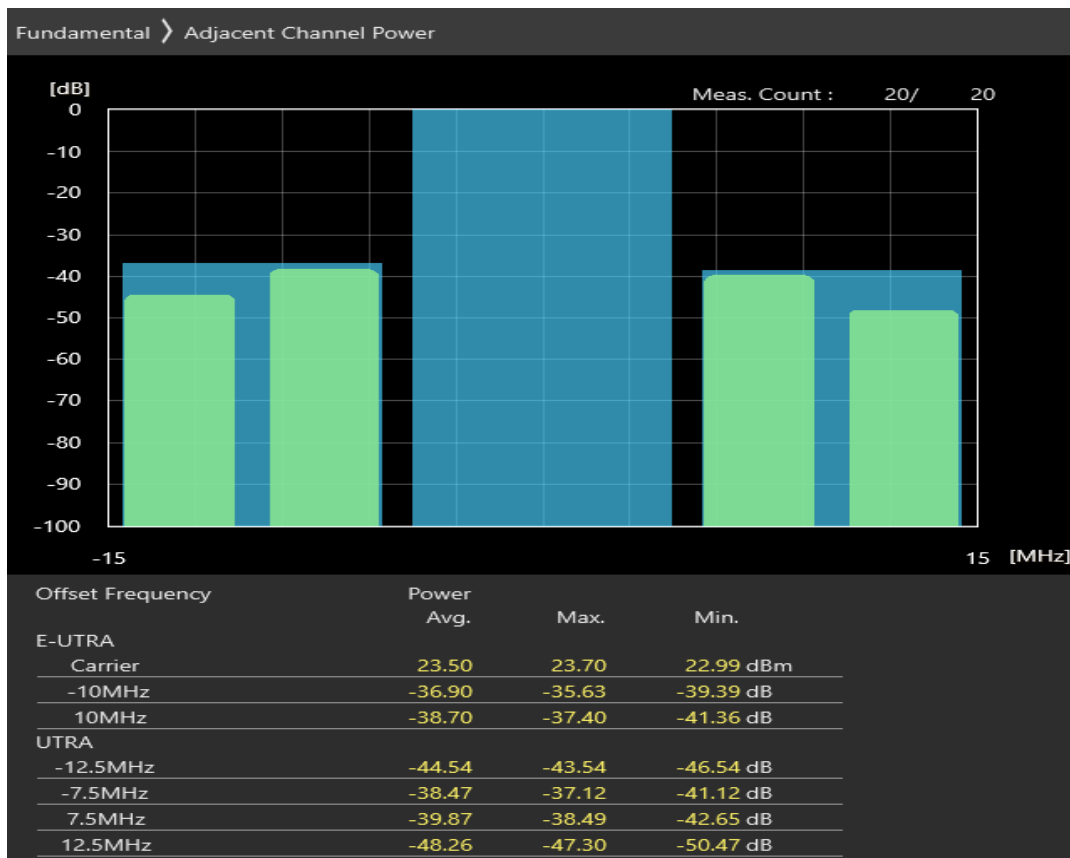 Fundamental 〉 Adjacent Channel Power
[dB]
Meas. Count : 20/ 20
0
-10
-20
-30
-40
-50
-60
-70
-80
-90
-100
-15 15 [MHz]
Offset Frequency Power
Avg. Max. Min.
E-UTRA
Carrier 23.50 23.70 22.99 dBm
-10MHz -36.90 -35.63 -39.39 dB
10MHz -38.70 -37.40 -41.36 dB
UTRA
-12.5MHz -44.54 -43.54 -46.54 dB
-7.5MHz -38.47 -37.12 -41.12 dB
7.5MHz -39.87 -38.49 -42.65 dB
12.5MHz -48.26 -47.30 -50.47 dB